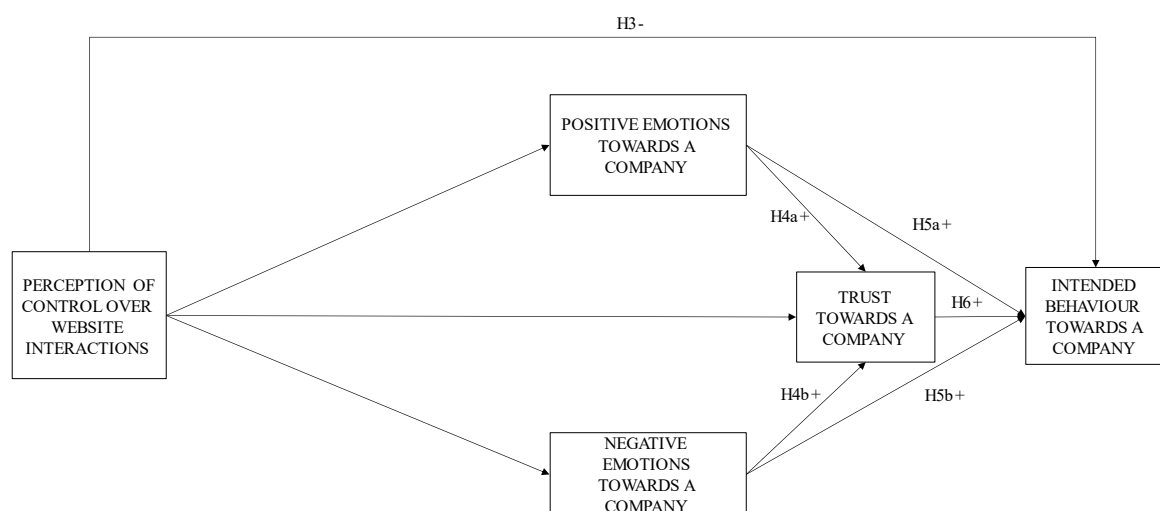 H3-
POSITIVE EMOTIONS
TOWARDS A
COMPANY
H4a+
H5a+
PERCEPTION OF
CONTROL OVER
WEBSITE
INTERACTIONS
TRUST
TOWARDS A
COMPANY
H6+
INTENDED
BEHAVIOUR
TOWARDS A
COMPANY
H4b+
H5b+
NEGATIVE
EMOTIONS
TOWARDS A
COMPANY